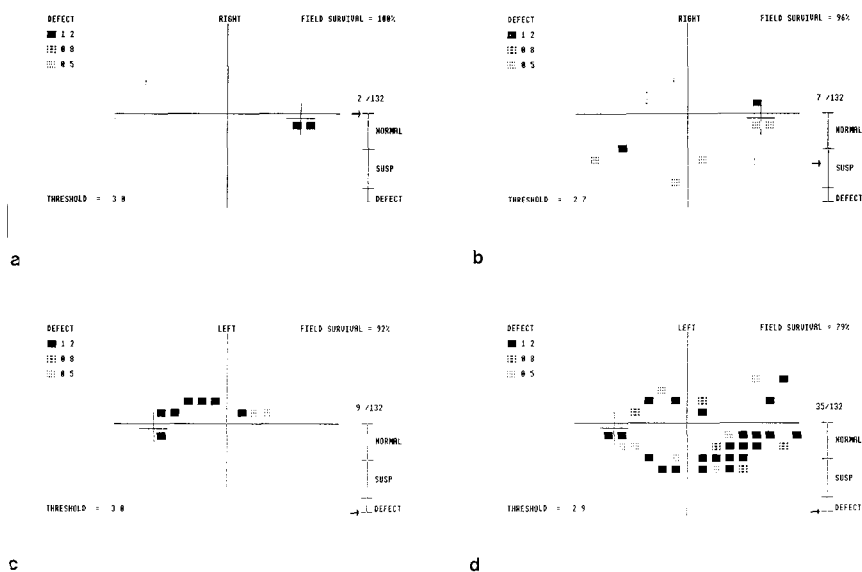 DEFECT
RIGHT
FIELD SURVIVAL = 100%
1 2
0 8
0 5
2 /132
NORMAL
SUSP
DEFECT
THRESHOLD = 3 0
a
DEFECT
RIGHT
FIELD SURVIVAL = 96%
1 2
0 8
0 5
7 /132
NORMAL
SUSP
DEFECT
THRESHOLD = 2 7
b
DEFECT
LEFT
FIELD SURVIVAL = 92%
1 2
0 8
0 5
9 /132
NORMAL
SUSP
DEFECT
THRESHOLD = 3 0
c
DEFECT
LEFT
FIELD SURVIVAL = 79%
1 2
0 8
0 5
35/132
NORMAL
SUSP
DEFECT
THRESHOLD = 2 9
d